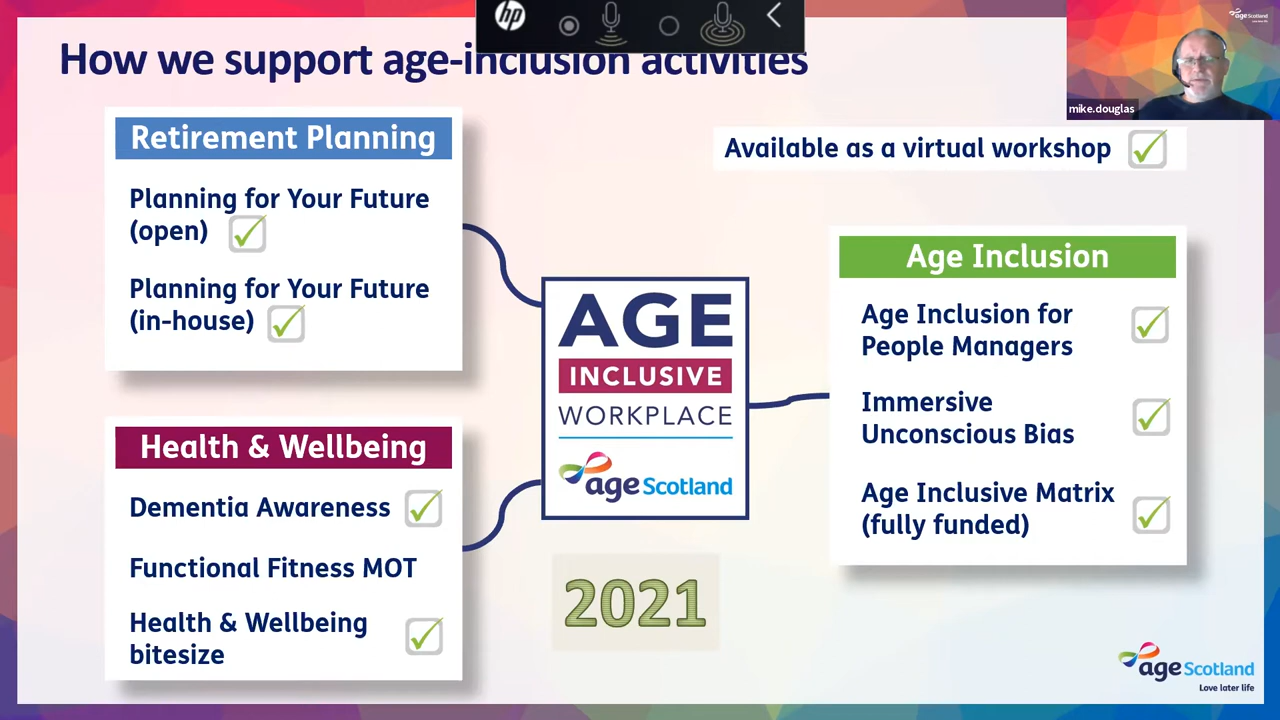 hp
How we support age-inclusion activities
age Scotland
mike.douglas
Retirement Planning
Planning for Your Future
(open)
Planning for Your Future
(in-house)
Health & Wellbeing
Dementia Awareness
Functional Fitness MOT
Health & Wellbeing
bitesize
AGE
INCLUSIVE
WORKPLACE
age Scotland
2021
Available as a virtual workshop
Age Inclusion
Age Inclusion for
People Managers
Immersive
Unconscious Bias
Age Inclusive Matrix
(fully funded)
age Scotland
Love later life